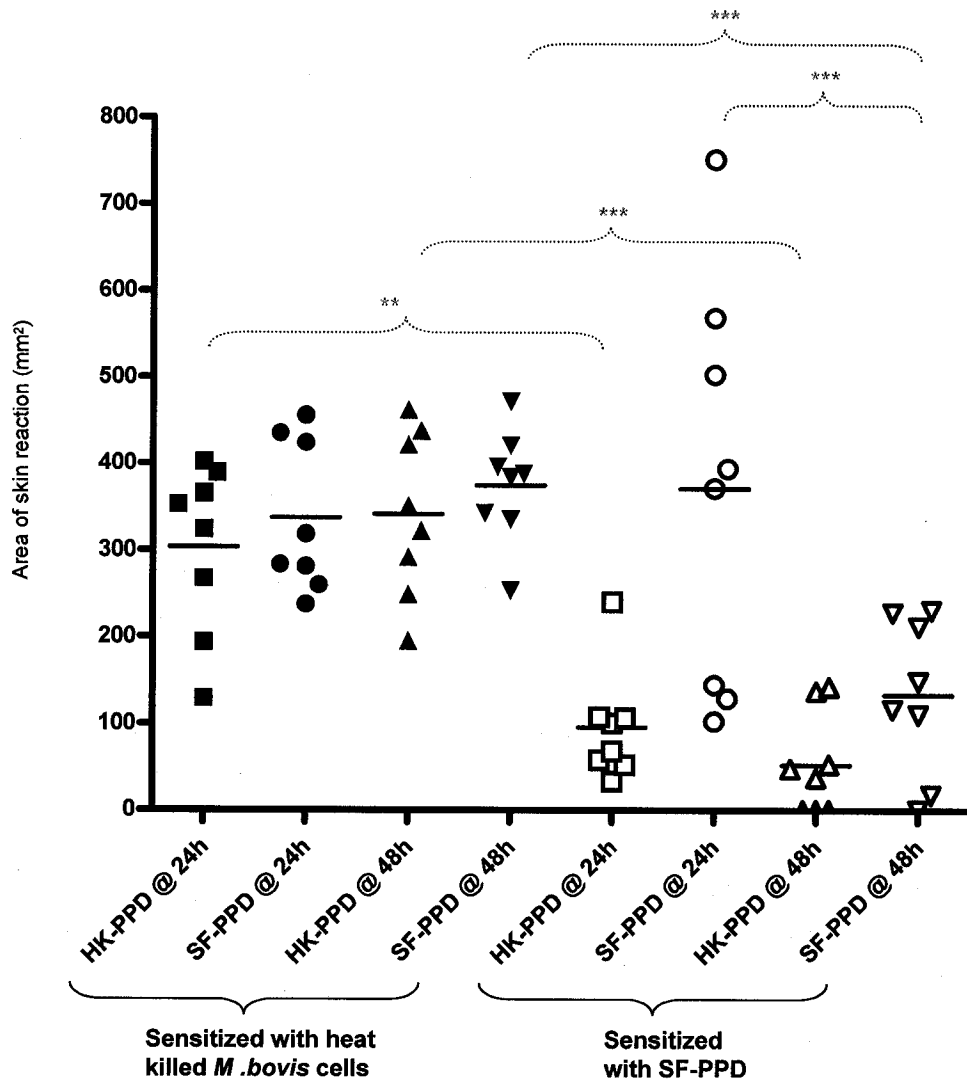 ***
***
***
**
800
700
600
500
400
300
200
100
0
Area of skin reaction (mm²)
HK-PPD @ 24h
SF-PPD @ 24h
HK-PPD @ 48h
SF-PPD @ 48h
HK-PPD @ 24h
SF-PPD @ 24h
HK-PPD @ 48h
SF-PPD @ 48h
Sensitized with heat
killed M .bovis cells
Sensitized
with SF-PPD